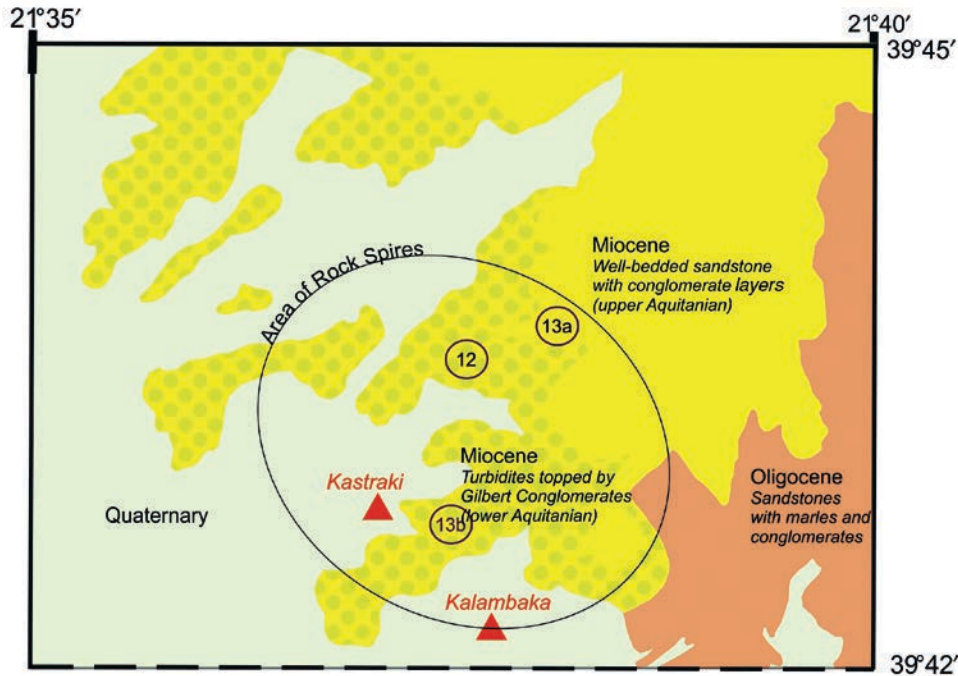 21°35′
21°40′
39°45′
Area of Rock Spires
Miocene
Well-bedded sandstone
with conglomerate layers
(upper Aquitanian)
13a
12
Miocene
Turbidites topped by
Gilbert Conglomerates
(lower Aquitanian)
13b
Kastraki
Oligocene
Sandstones
with marles and
conglomerates
Quaternary
Kalambaka
39°42′